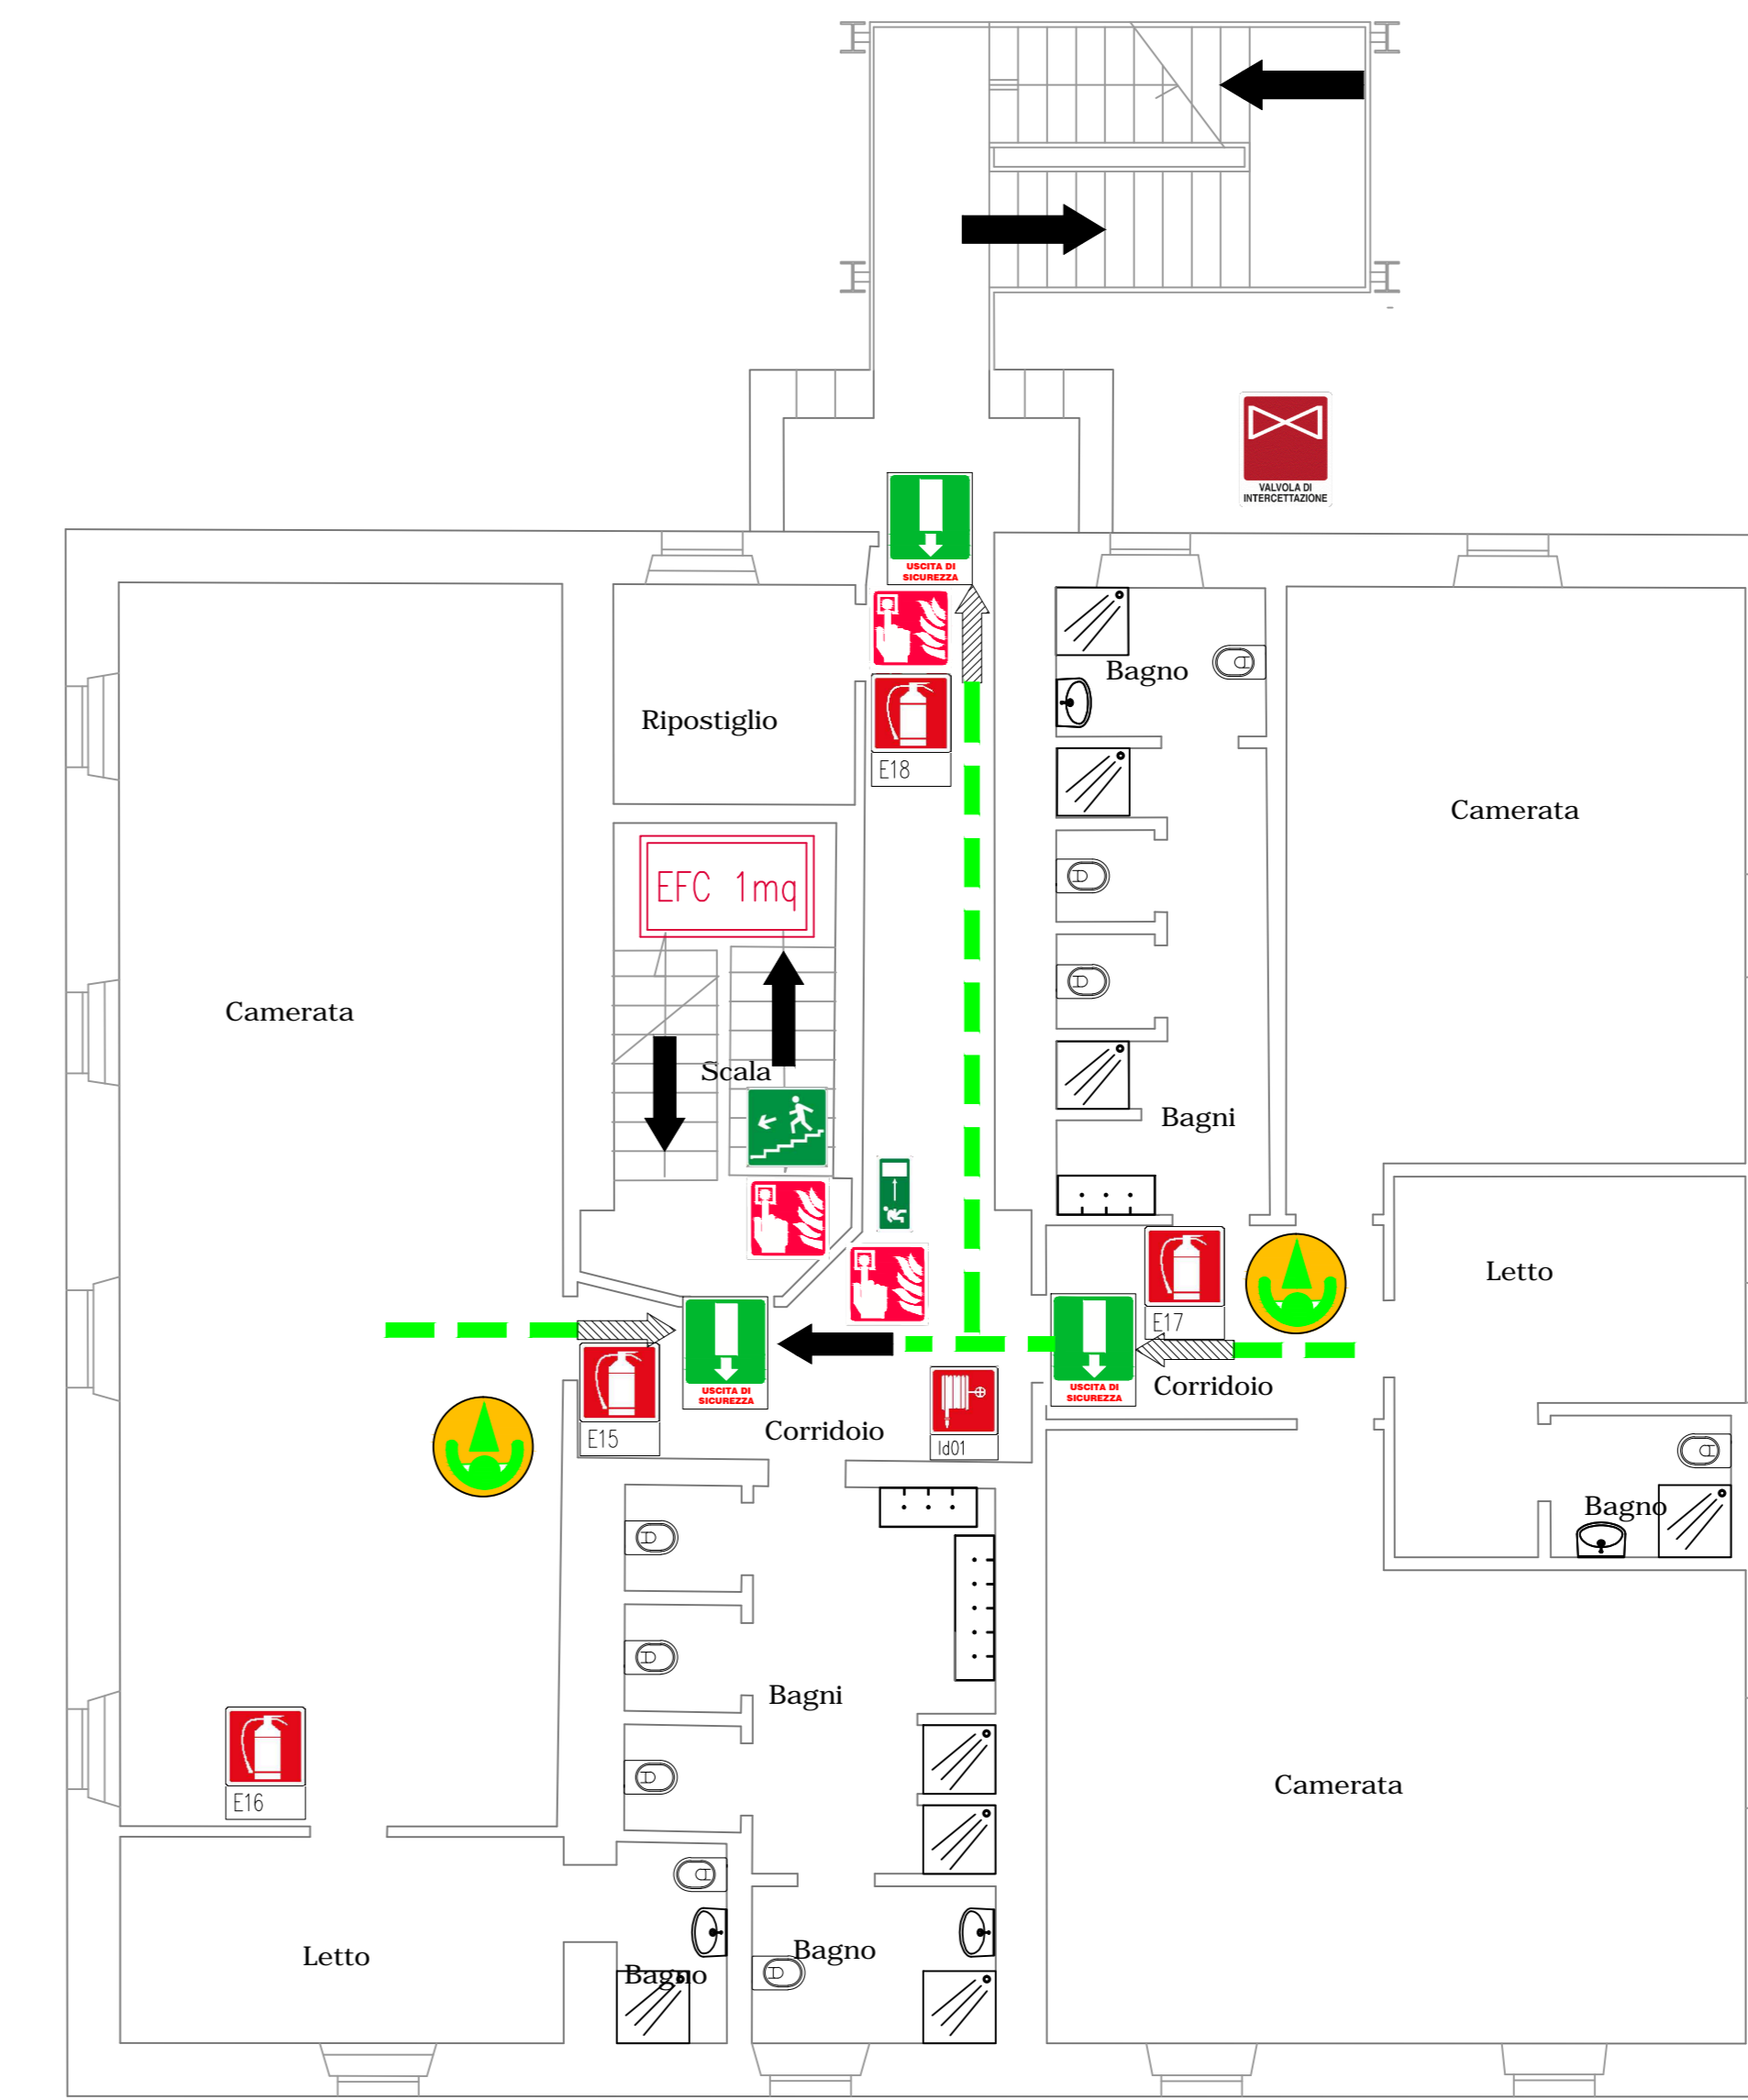 VALVOLA DI
INTERCETTAZIONE
USCITA DI
SICUREZZA
Bagno
Ripostiglio
E18
Camerata
EFC 1mq
Camerata
Scala
Bagni
Letto
E17
USCITA DI
SICUREZZA
USCITA DI
SICUREZZA
Corridoio
E15
Corridoio
Id01
Bagno
Bagni
Camerata
E16
Letto
Bagno
Bagno